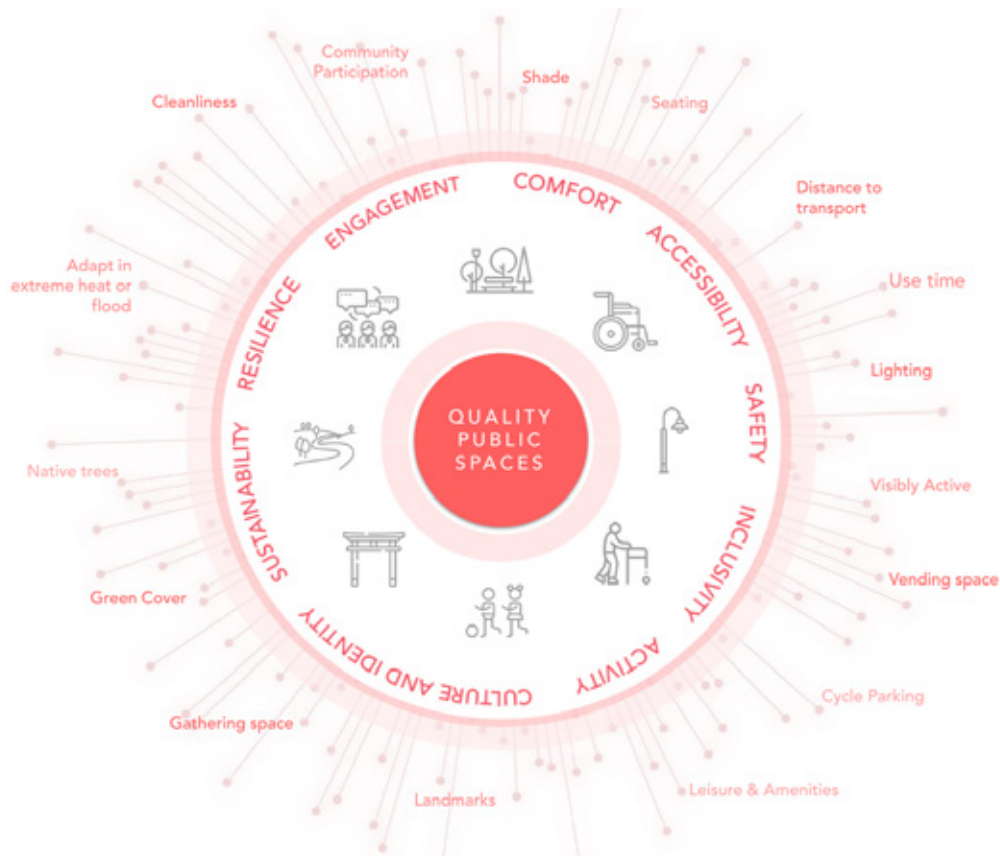 Community
Participation
Shade
Cleanliness
Seating
Distance to
transport
ENGAGEMENT
COMFORT
ACCESSIBILITY
Adapt in
extreme heat or
flood
RESILIENCE
Use time
Lighting
SAFETY
QUALITY
PUBLIC
SPACES
Native trees
SUSTAINABILITY
Visibly Active
INCLUSIVITY
Vending space
Green Cover
CULTURE AND IDENTITY
ACTIVITY
Cycle Parking
Gathering space
Landmarks
Leisure & Amenities